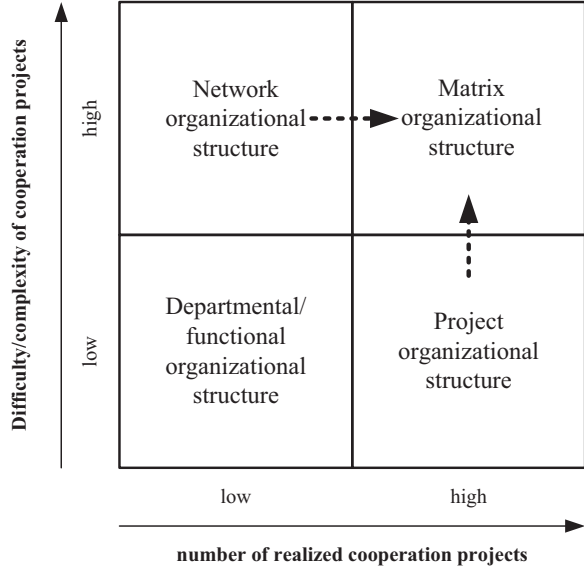 Difficulty/complexity of cooperation projects
high
low
Network
organizational
structure
Matrix
organizational
structure
Departmental/
functional
organizational
structure
Project
organizational
structure
low
high
number of realized cooperation projects